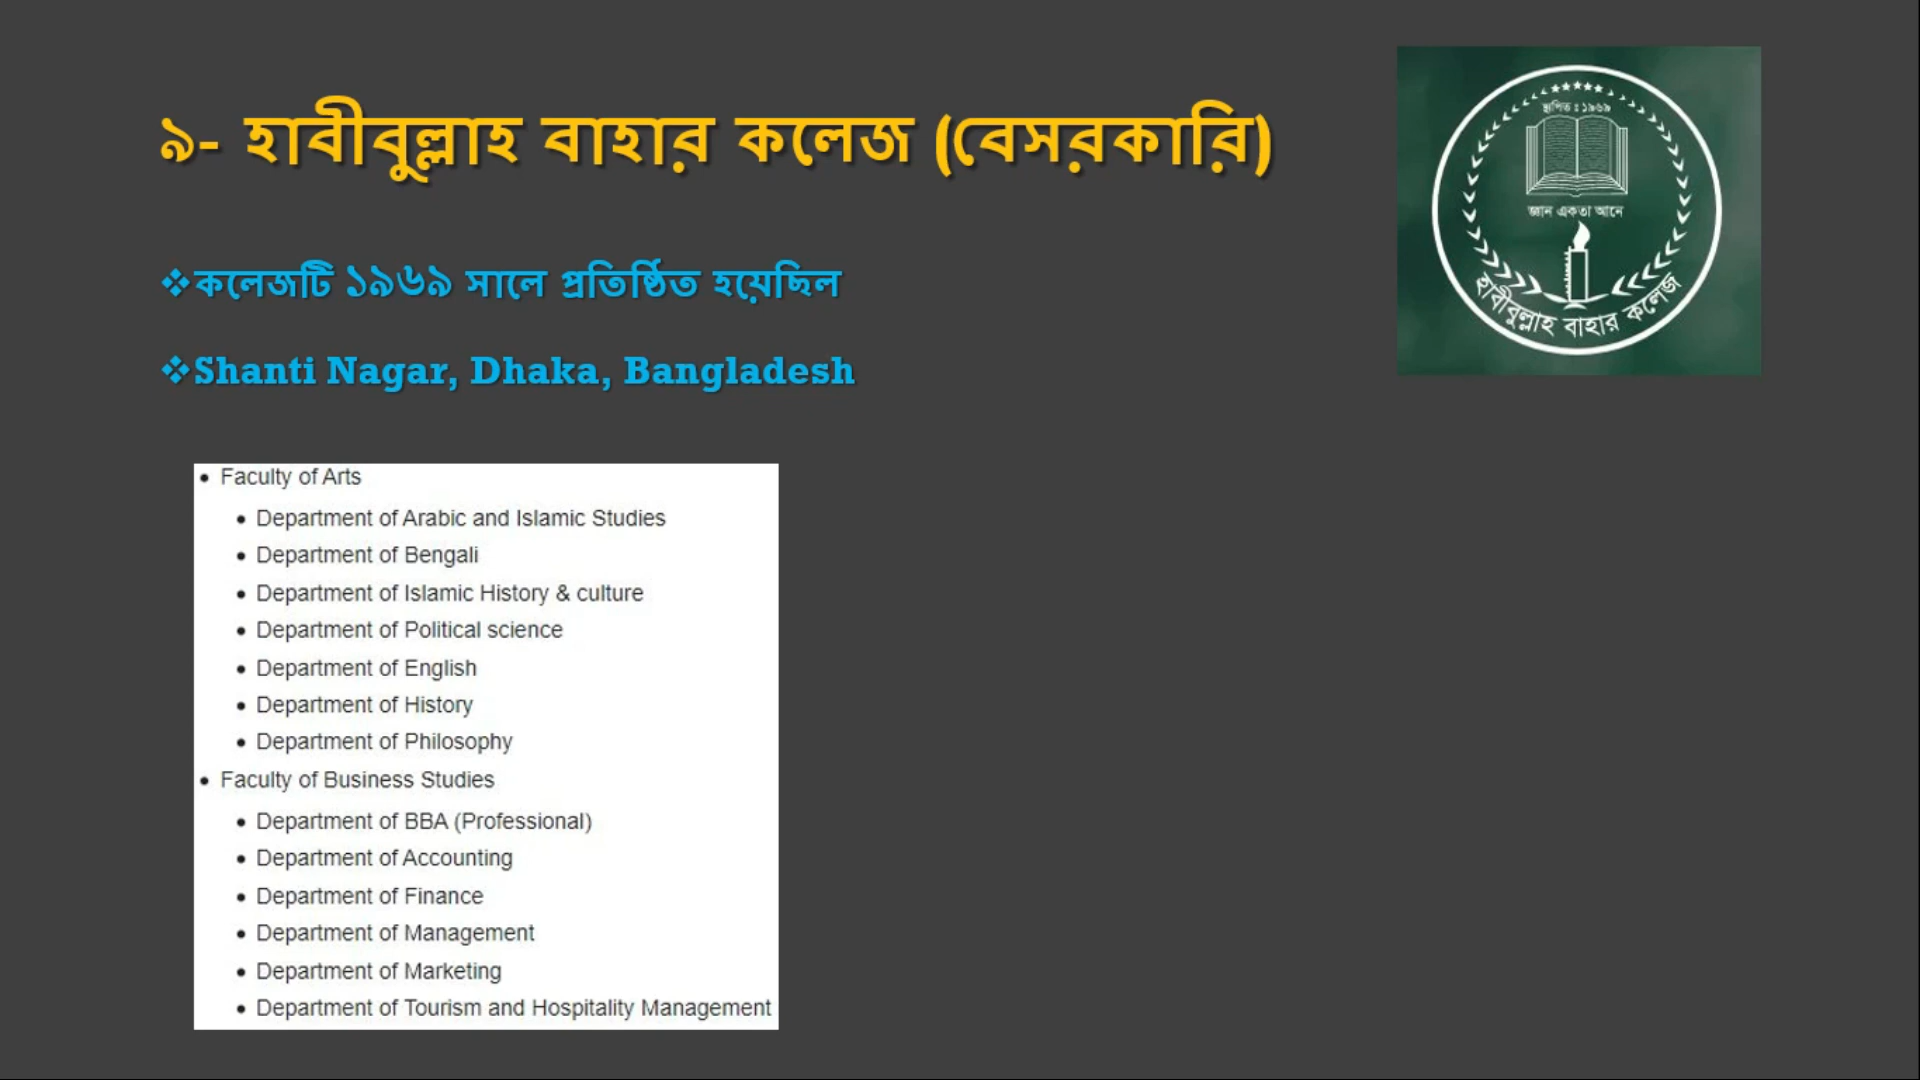 ৯- হাবীবুল্লাহ বাহার কলেজ (বেসরকারি)
স্থাপিত : ১৯৬৯
জ্ঞান একতা আনে
হাবীবুল্লাহ বাহার কলেজ
❖কলেজটি ১৯৬৯ সালে প্রতিষ্ঠিত হয়েছিল
❖Shanti Nagar, Dhaka, Bangladesh
• Faculty of Arts
• Department of Arabic and Islamic Studies
• Department of Bengali
• Department of Islamic History & culture
• Department of Political science
• Department of English
• Department of History
• Department of Philosophy
• Faculty of Business Studies
• Department of BBA (Professional)
• Department of Accounting
• Department of Finance
• Department of Management
• Department of Marketing
• Department of Tourism and Hospitality Management